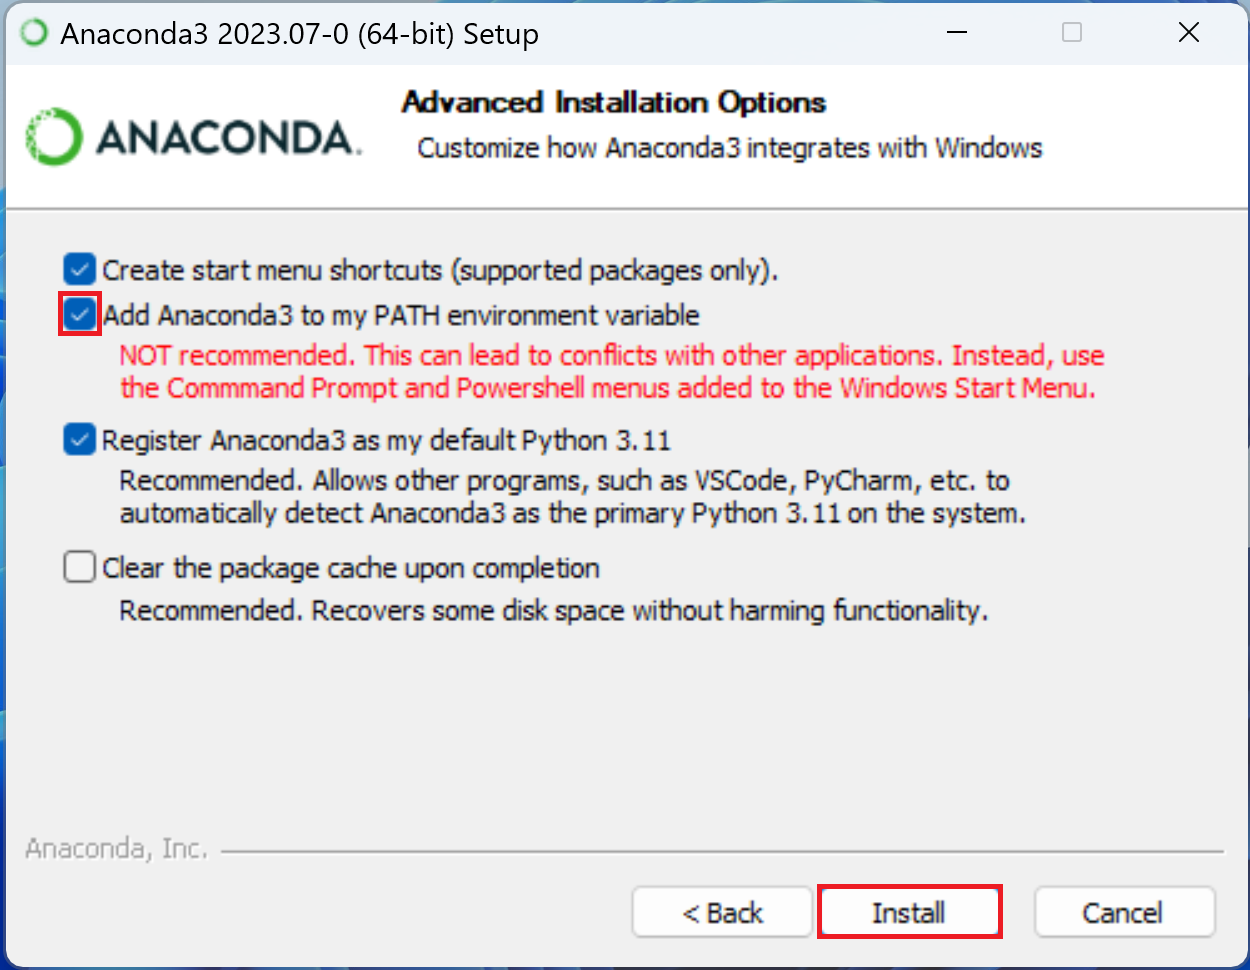 Anaconda3 2023.07-0 (64-bit) Setup
ANACONDA.
Advanced Installation Options
Customize how Anaconda3 integrates with Windows
Create start menu shortcuts (supported packages only).
Add Anaconda3 to my PATH environment variable
NOT recommended. This can lead to conflicts with other applications. Instead, use
the Commmand Prompt and Powershell menus added to the Windows Start Menu.
Register Anaconda3 as my default Python 3.11
Recommended. Allows other programs, such as VSCode, PyCharm, etc. to
automatically detect Anaconda3 as the primary Python 3.11 on the system.
Clear the package cache upon completion
Recommended. Recovers some disk space without harming functionality.
Anaconda, Inc.
< Back
Install
Cancel